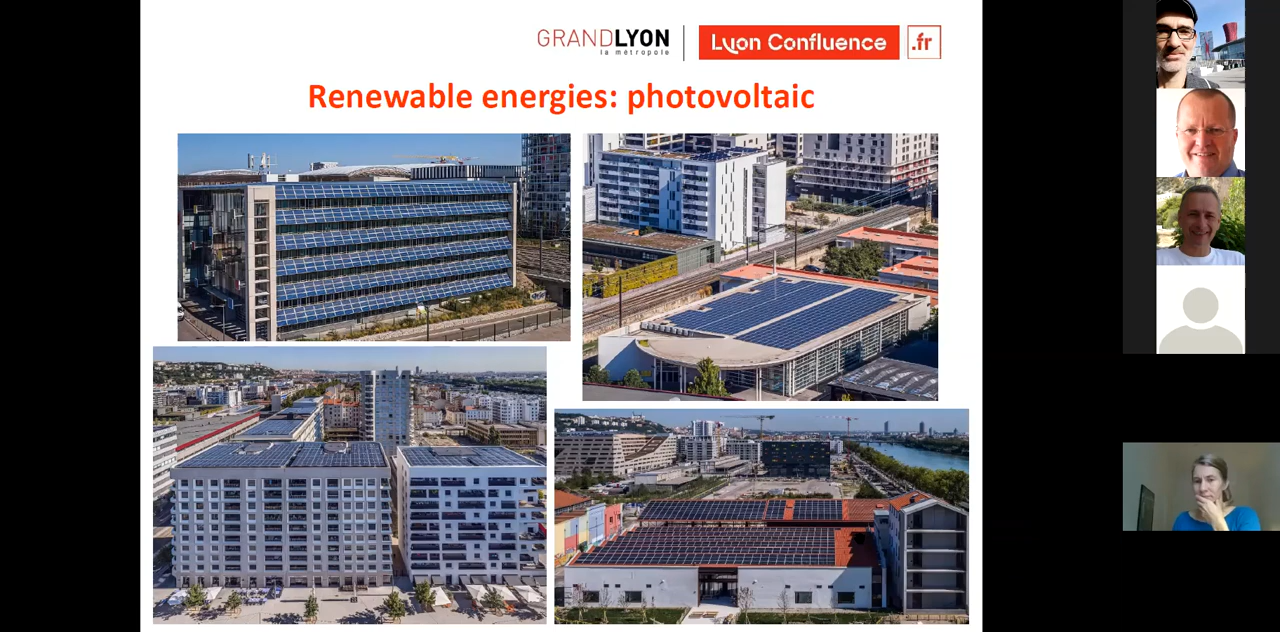 GRANDLYON
la métropole
Lyon Confluence
.fr
Renewable energies: photovoltaic